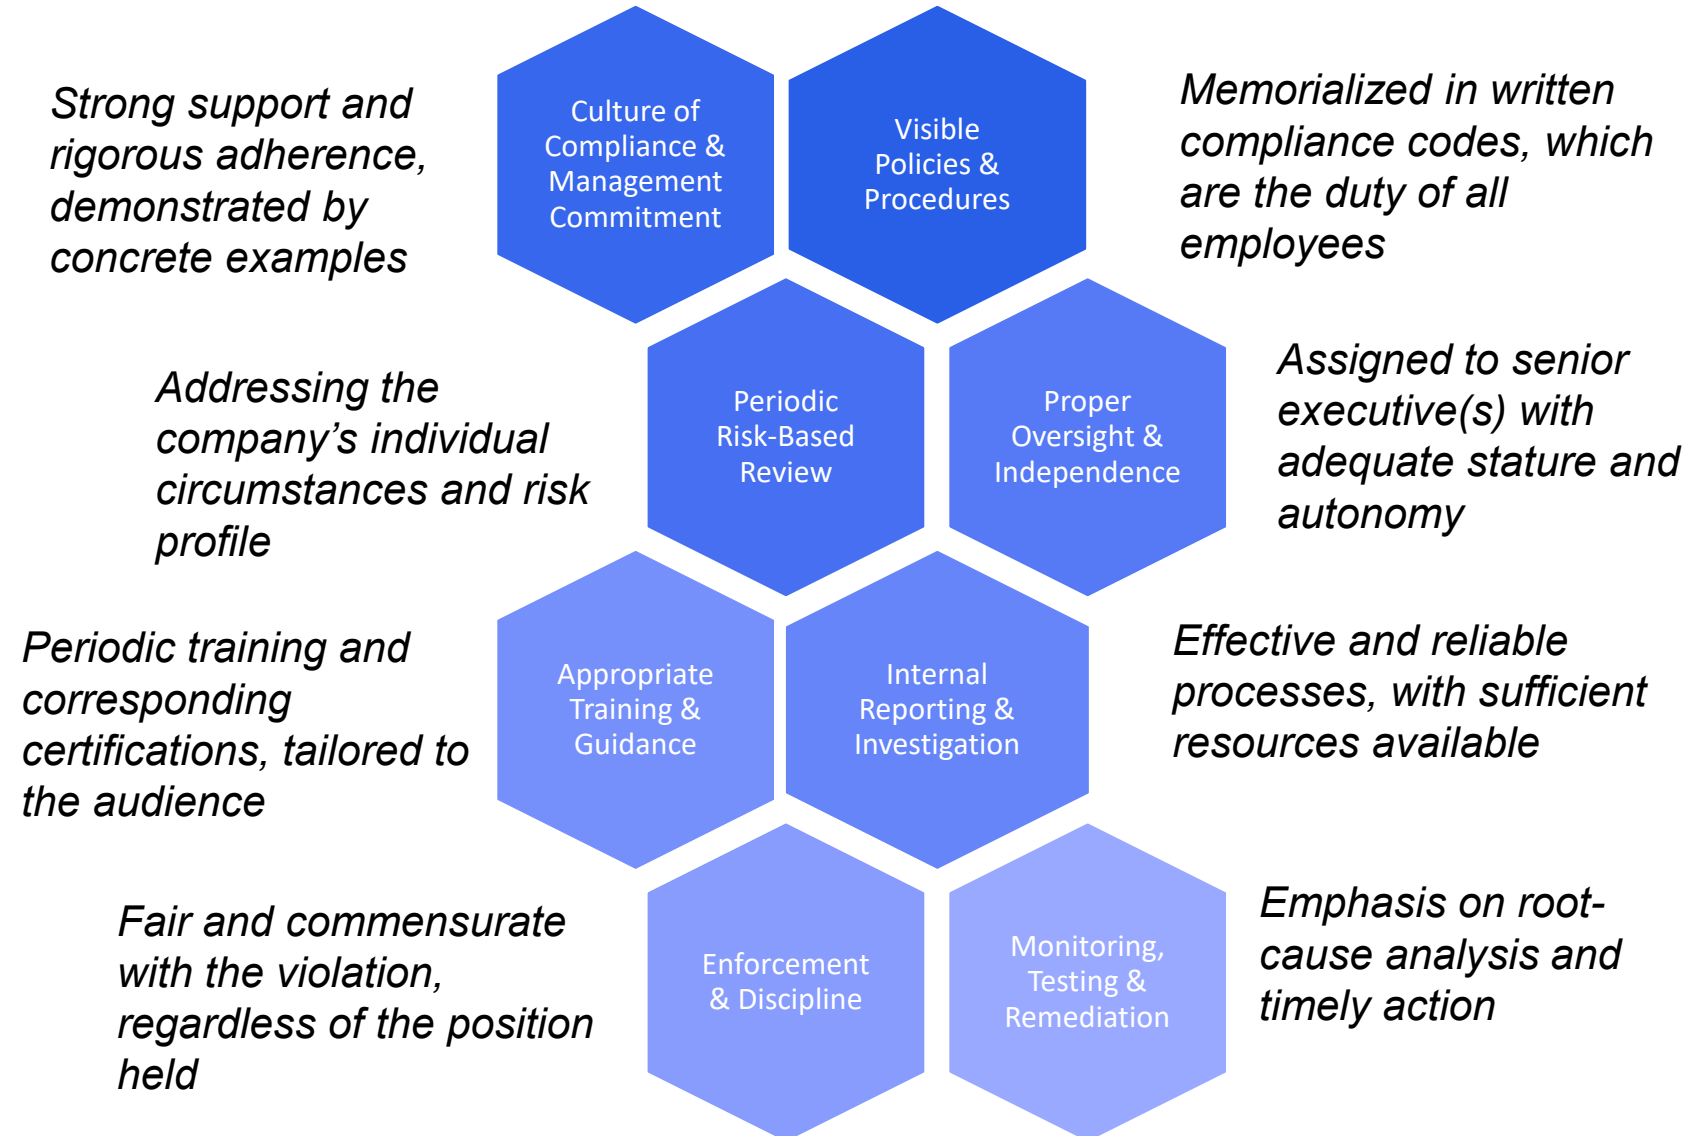 Strong support and
rigorous adherence,
demonstrated by
concrete examples
Culture of
Compliance &
Management
Commitment
Visible
Policies &
Procedures
Memorialized in written
compliance codes, which
are the duty of all
employees
Addressing the
company’s individual
circumstances and risk
profile
Periodic
Risk-Based
Review
Proper
Oversight &
Independence
Assigned to senior
executive(s) with
adequate stature and
autonomy
Periodic training and
corresponding
certifications, tailored to
the audience
Appropriate
Training &
Guidance
Internal
Reporting &
Investigation
Effective and reliable
processes, with sufficient
resources available
Fair and commensurate
with the violation,
regardless of the position
held
Enforcement
& Discipline
Monitoring,
Testing &
Remediation
Emphasis on root-
cause analysis and
timely action